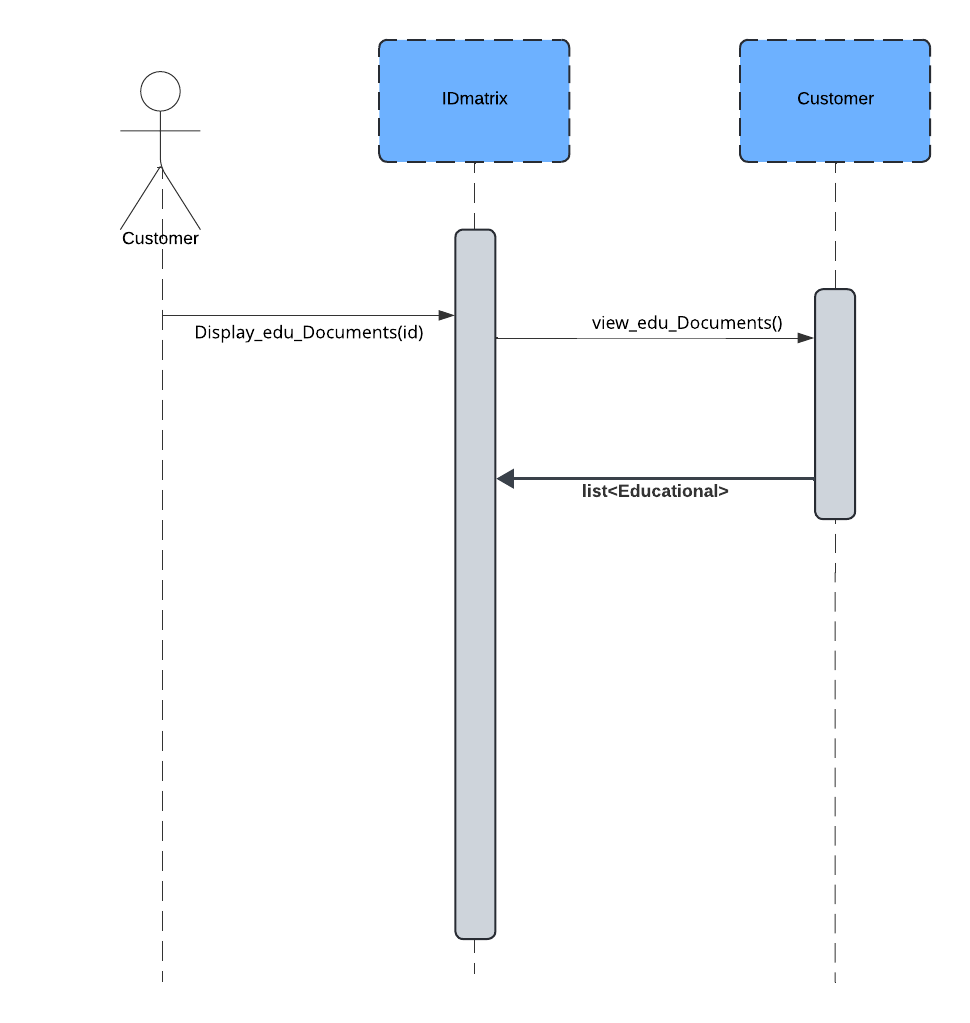 IDmatrix
Customer
Customer
Display_edu_Documents(id)
view_edu_Documents()
list<Educational>